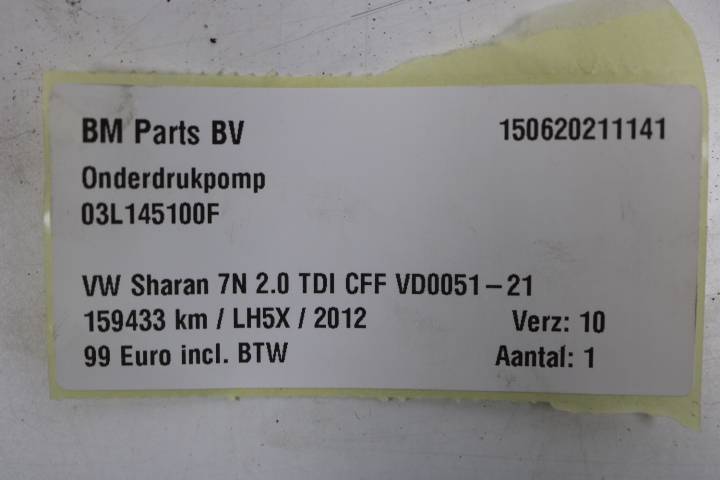 BM Parts BV 150620211141
Onderdrukpomp
03L145100F
VW Sharan 7N 2.0 TDI CFF VD0051-21
159433 km / LH5X / 2012 Verz: 10
99 Euro incl. BTW Aantal: 1